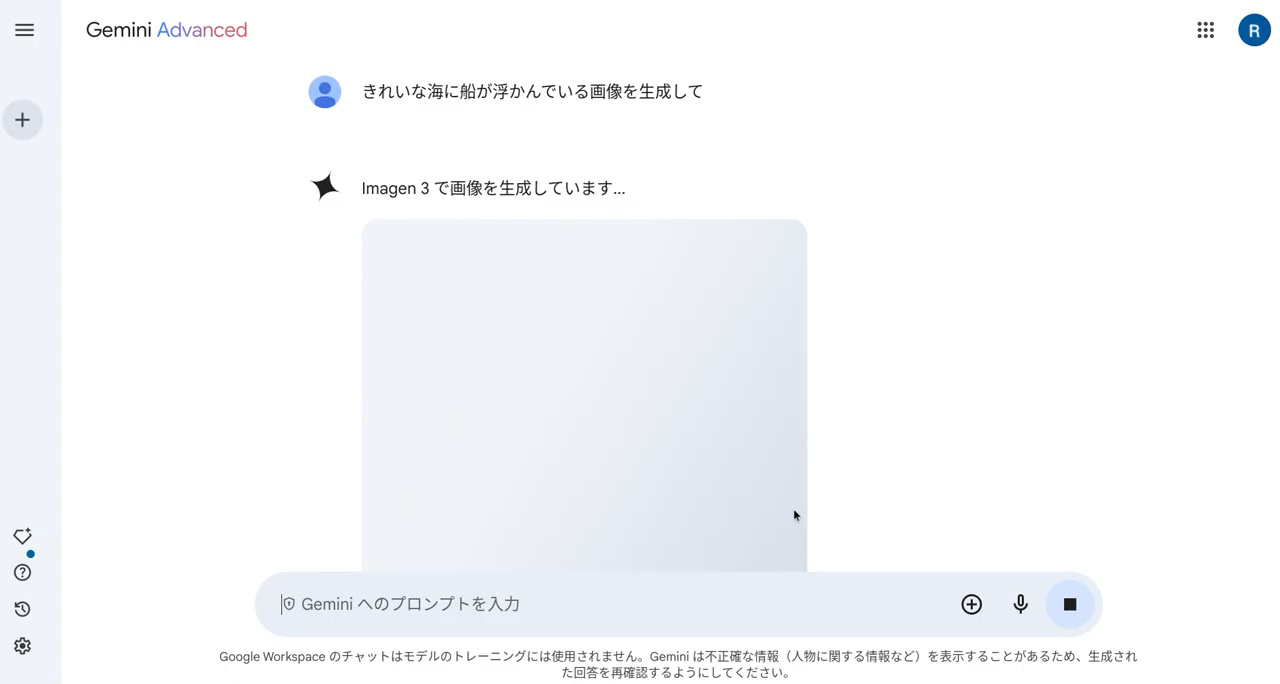 Gemini Advanced
R
きれいな海に船が浮かんでいる画像を生成して
Imagen 3 で画像を生成しています...
Gemini へのプロンプトを入力
Google Workspace のチャットはモデルのトレーニングには使用されません。Gemini は不正確な情報（人物に関する情報など）を表示することがあるため、生成され
た回答を再確認するようにしてください。